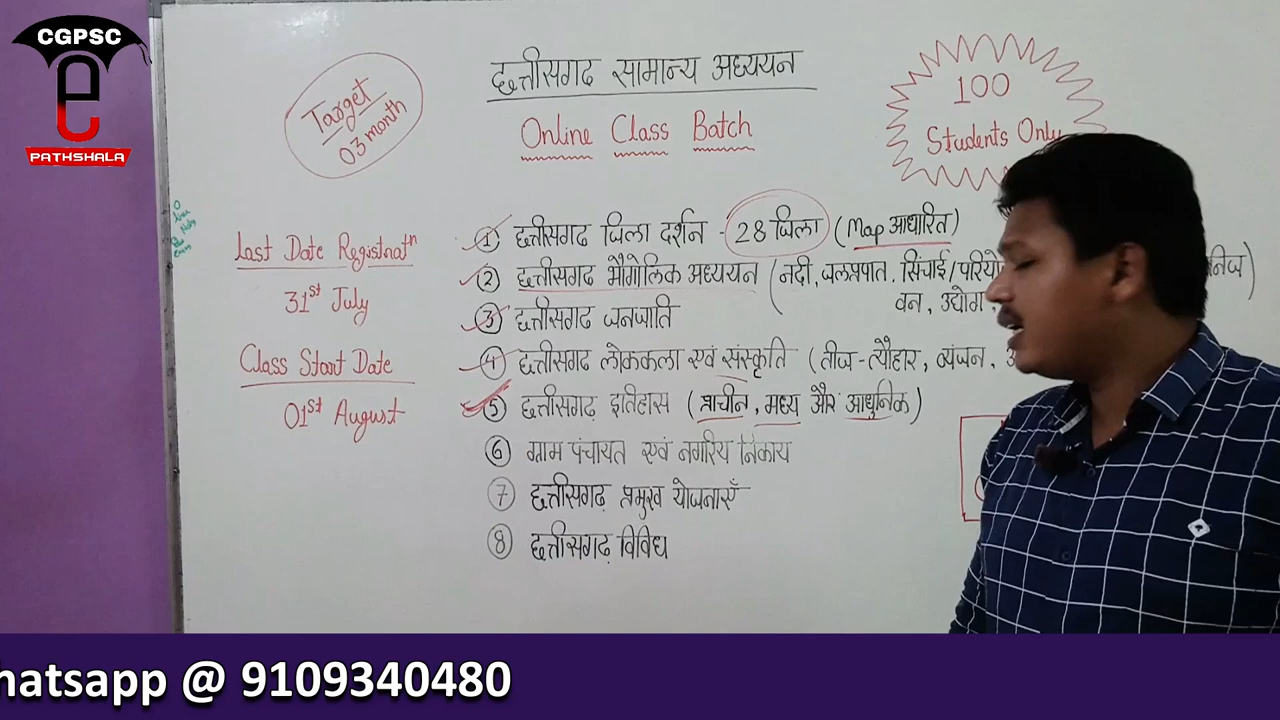 CGPSC
e
PATHSHALA
Target
03 month
छत्तीसगढ़ सामान्य अध्ययन
Online Class Batch
100
Students Only
Last Date Registratⁿ
31st July
Class Start Date
01st August
① छत्तीसगढ़ जिला दर्शन - 28 जिला (Map आधारित)
② छत्तीसगढ़ भौगोलिक अध्ययन (नदी, जलप्रपात. सिंचाई/
वन, उद्योग
③ छत्तीसगढ़ जनजाति
④ छत्तीसगढ़ लोककला एवं संस्कृति (तीज-त्यौहार, व्यंजन,
⑤ छत्तीसगढ़ इतिहास (प्राचीन, मध्य और आधुनिक)
⑥ ग्राम पंचायत एवं नगरिय निकाय
⑦ छत्तीसगढ़ प्रमुख योजनाएँ
⑧ छत्तीसगढ़ विविध
hatsapp @ 9109340480